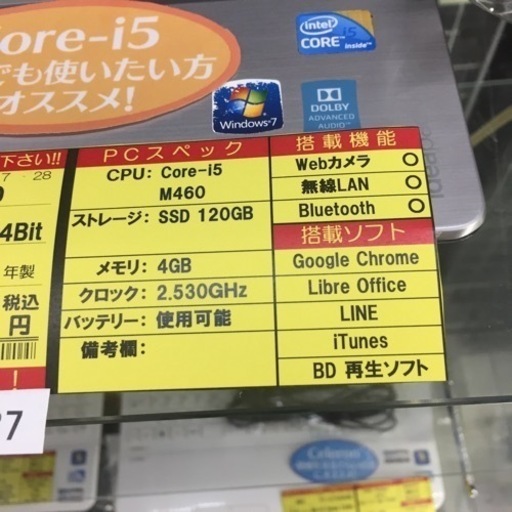 Core-i5
でも使いたい方
オススメ!
intel
CORE i5
inside
Windows 7
DOLBY
ADVANCED
AUDIO
ideapad
下さい!!
7 - 28
4Bit
年製
税込
円
!
PCスペック
CPU: Core-i5
M460
ストレージ: SSD 120GB
メモリ: 4GB
クロック: 2.530GHz
バッテリー: 使用可能
備考欄:
搭載機能
Webカメラ ○
無線LAN ○
Bluetooth ○
搭載ソフト
Google Chrome
Libre Office
LINE
iTunes
BD 再生ソフト
37
Celeron